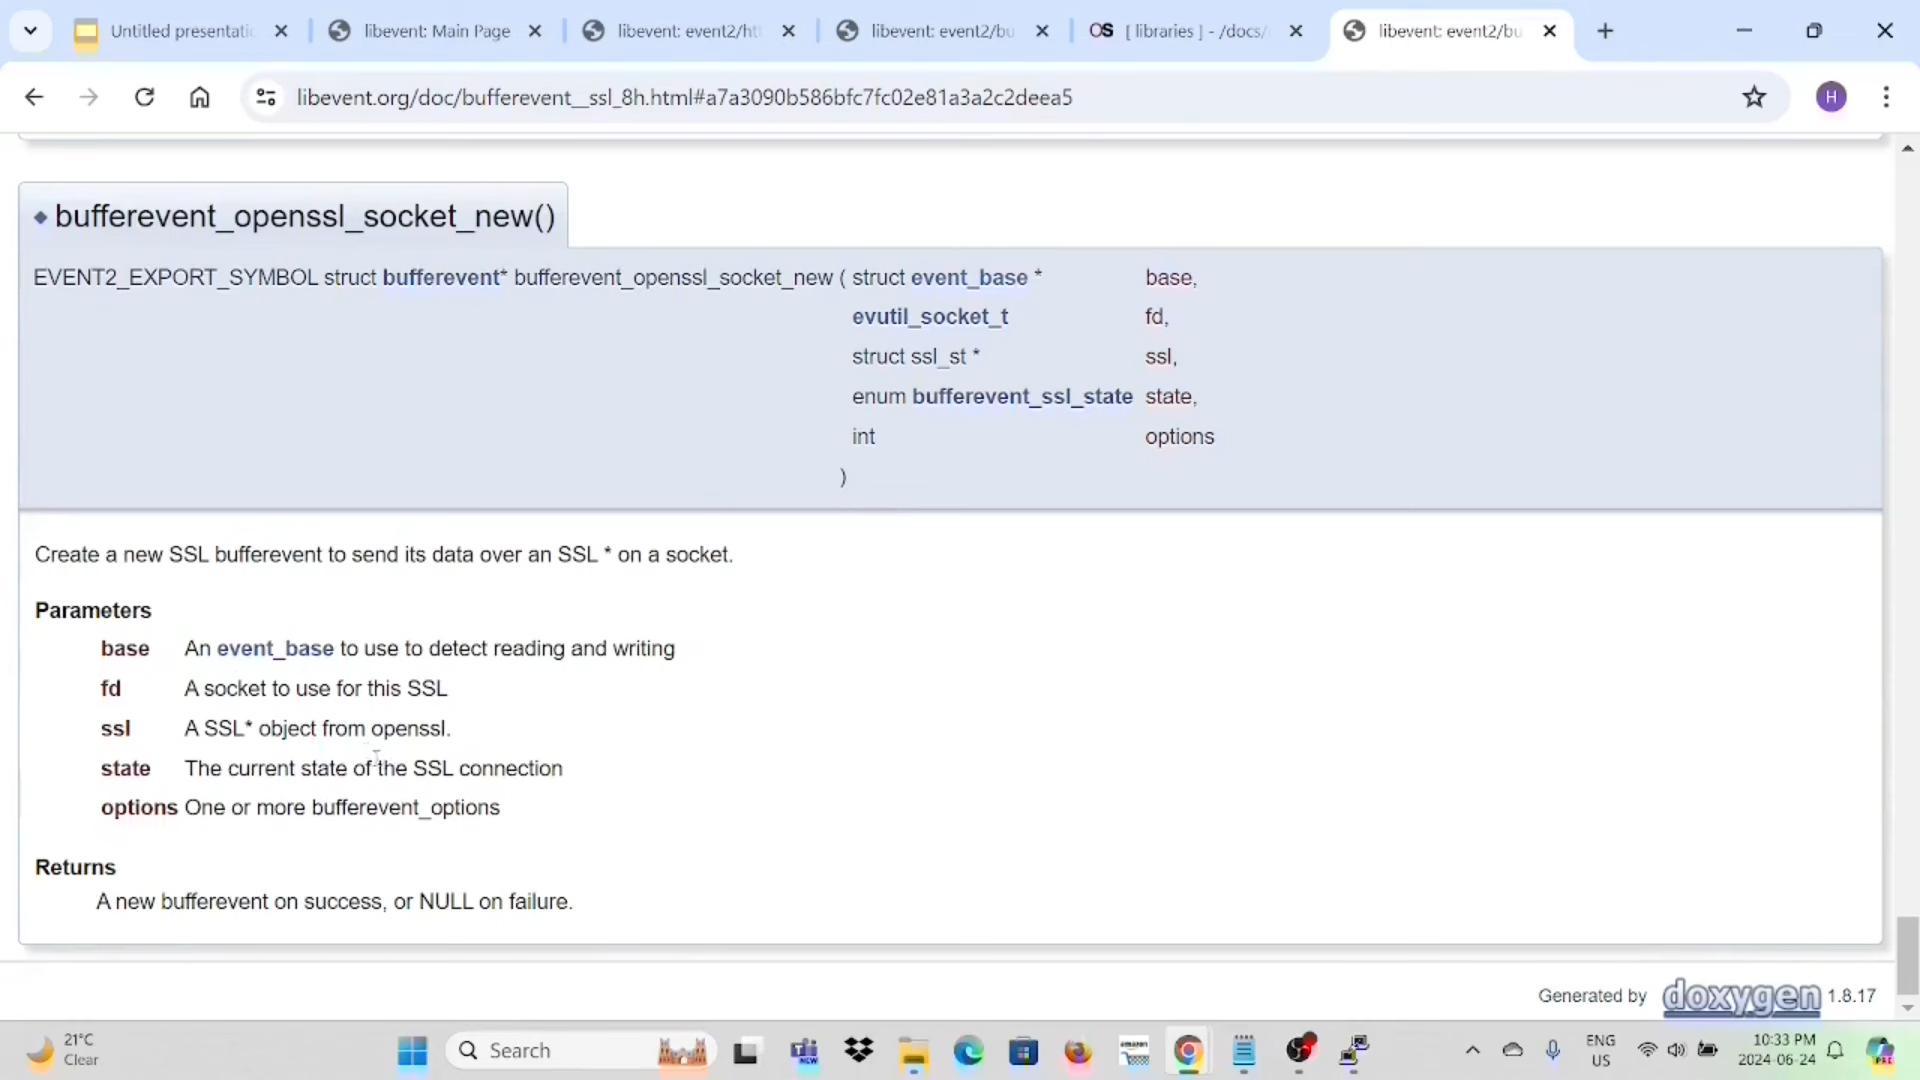 Untitled presentatio
libevent: Main Page
libevent: event2/htt
libevent: event2/bu
OS [ libraries ] - /docs/
libevent: event2/bu
libevent.org/doc/bufferevent__ssl_8h.html#a7a3090b586bfc7fc02e81a3a2c2deea5
H
bufferevent_openssl_socket_new()
EVENT2_EXPORT_SYMBOL struct bufferevent* bufferevent_openssl_socket_new ( struct event_base * base,
evutil_socket_t fd,
struct ssl_st * ssl,
enum bufferevent_ssl_state state,
int options
)
Create a new SSL bufferevent to send its data over an SSL * on a socket.
Parameters
base An event_base to use to detect reading and writing
fd A socket to use for this SSL
ssl A SSL* object from openssl.
state The current state of the SSL connection
options One or more bufferevent_options
Returns
A new bufferevent on success, or NULL on failure.
Generated by doxygen 1.8.17
21°C
Clear
Search
NEW
amazon
ENG
US
10:33 PM
2024-06-24
PRE